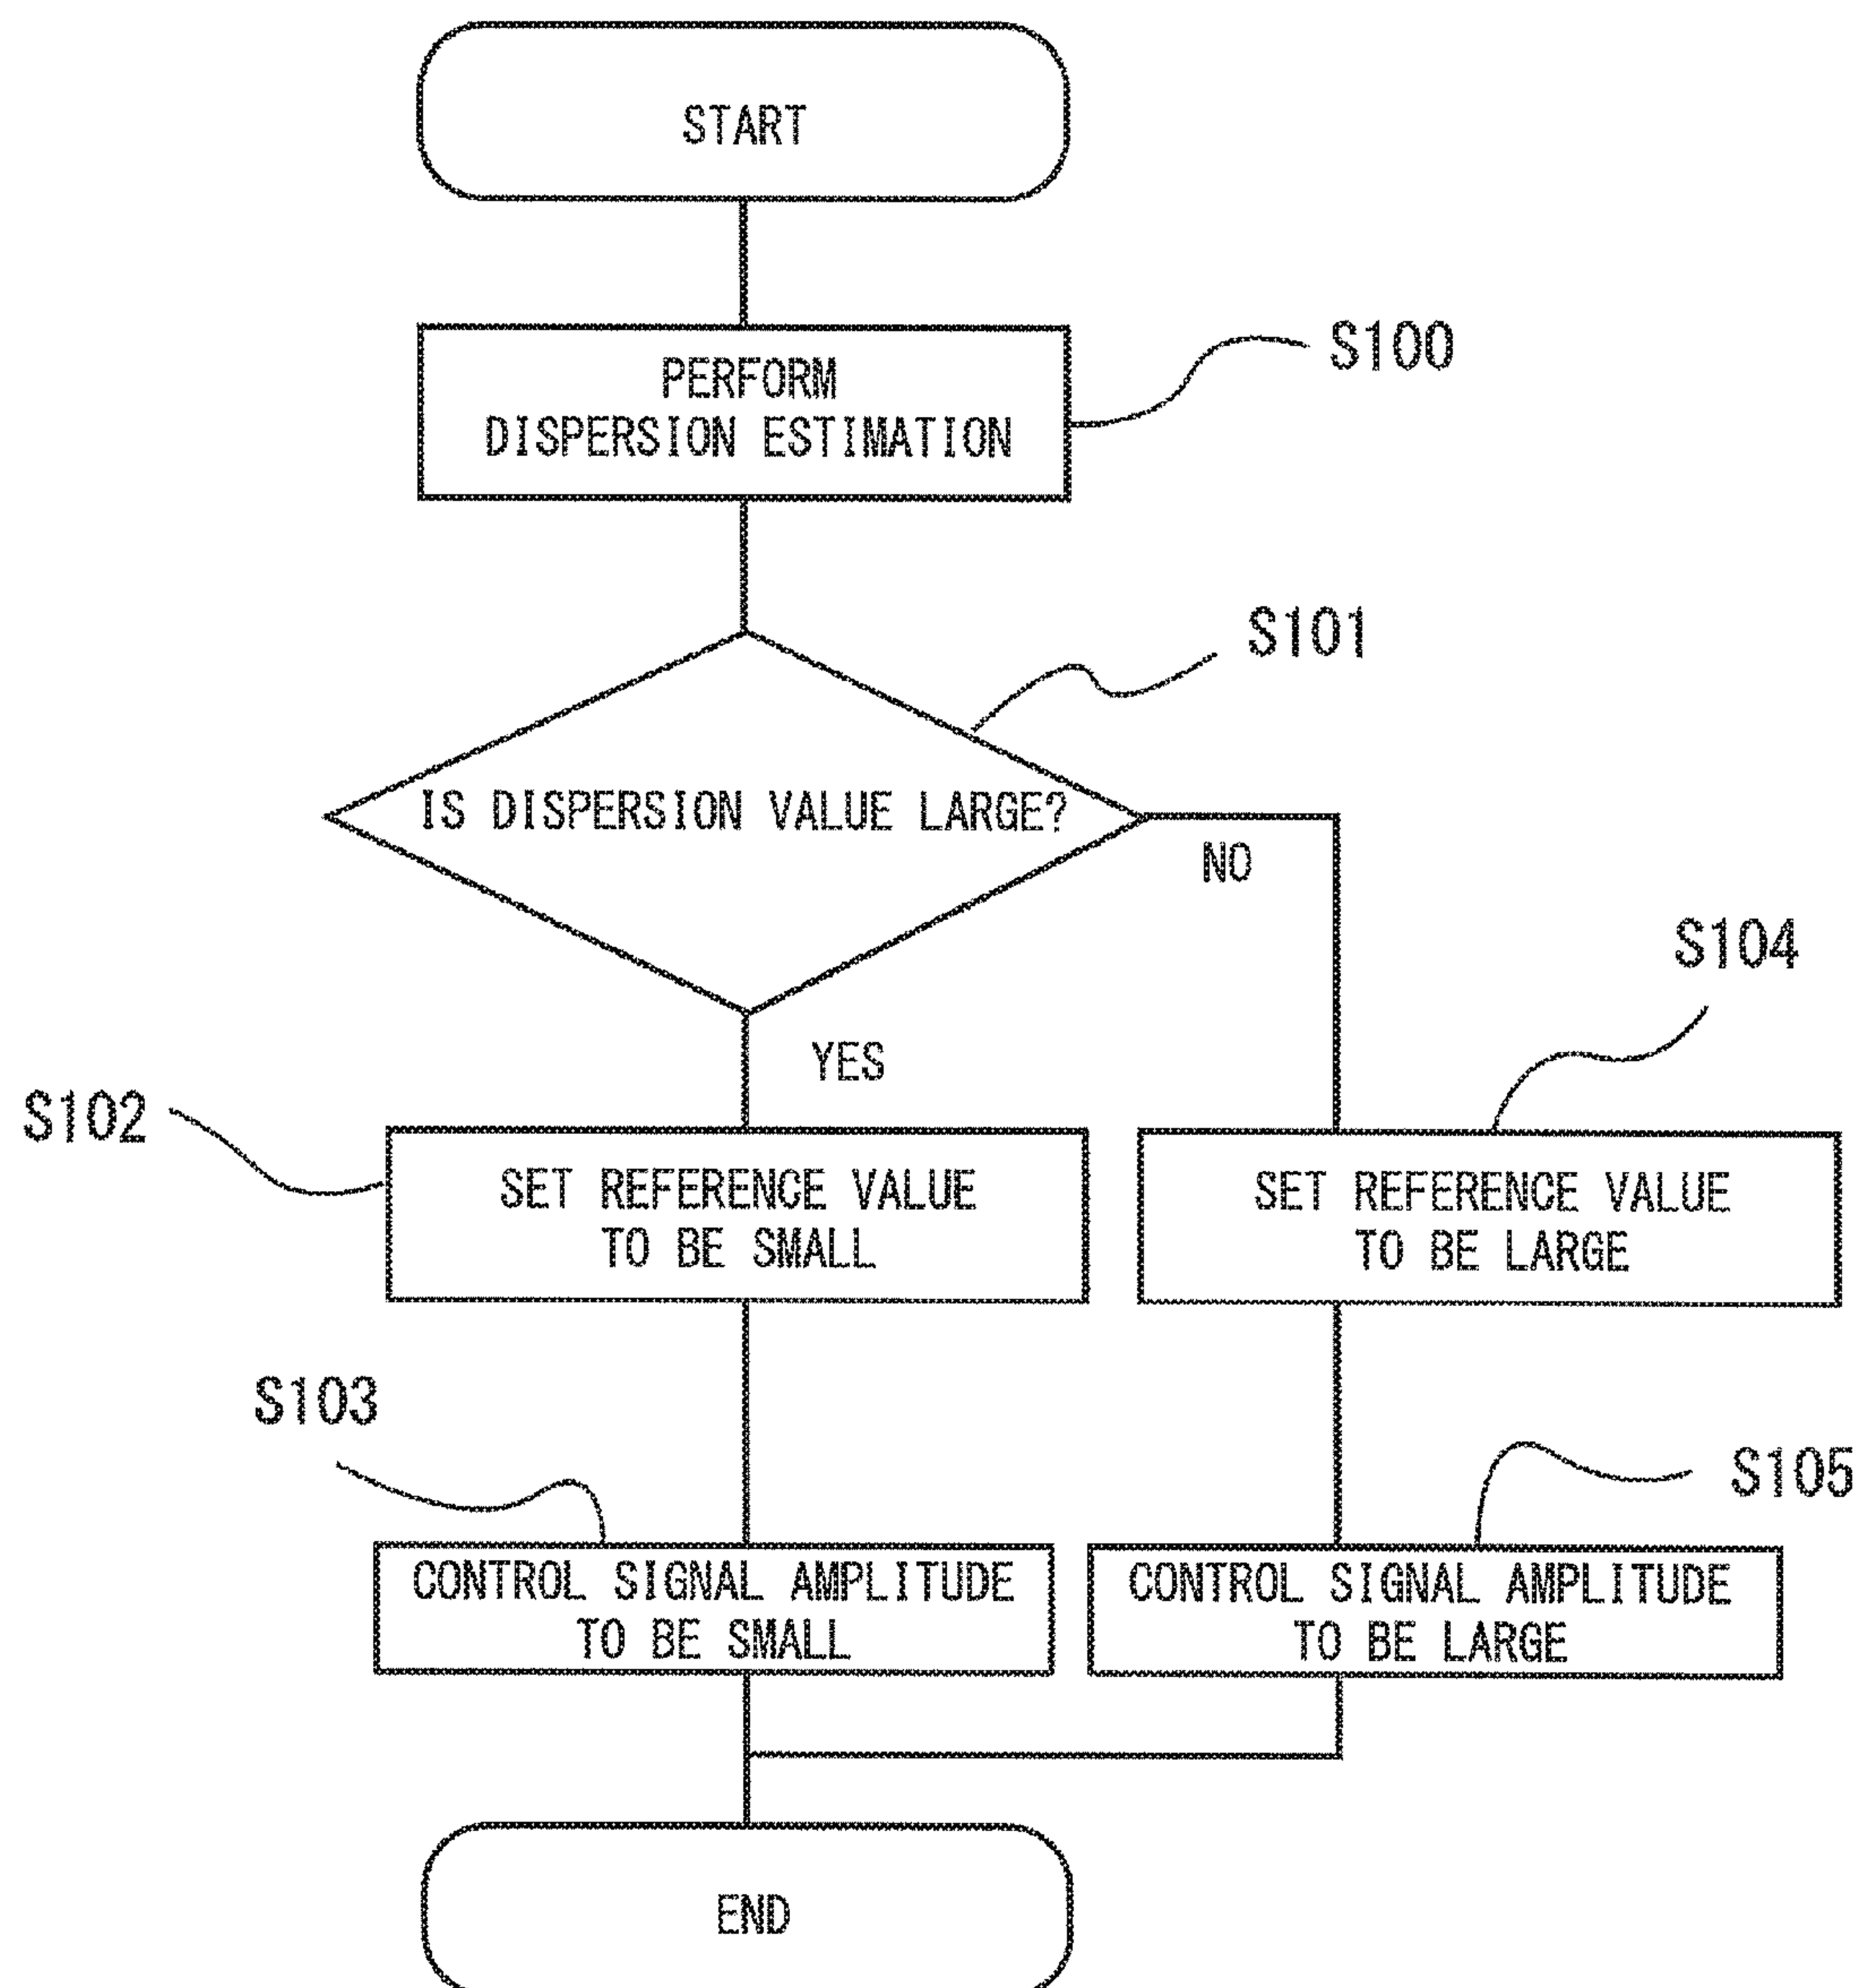 START
PERFORM
DISPERSION ESTIMATION
S100
IS DISPERSION VALUE LARGE?
S101
NO
YES
S102
SET REFERENCE VALUE
TO BE SMALL
S104
SET REFERENCE VALUE
TO BE LARGE
S103
CONTROL SIGNAL AMPLITUDE
TO BE SMALL
S105
CONTROL SIGNAL AMPLITUDE
TO BE LARGE
END